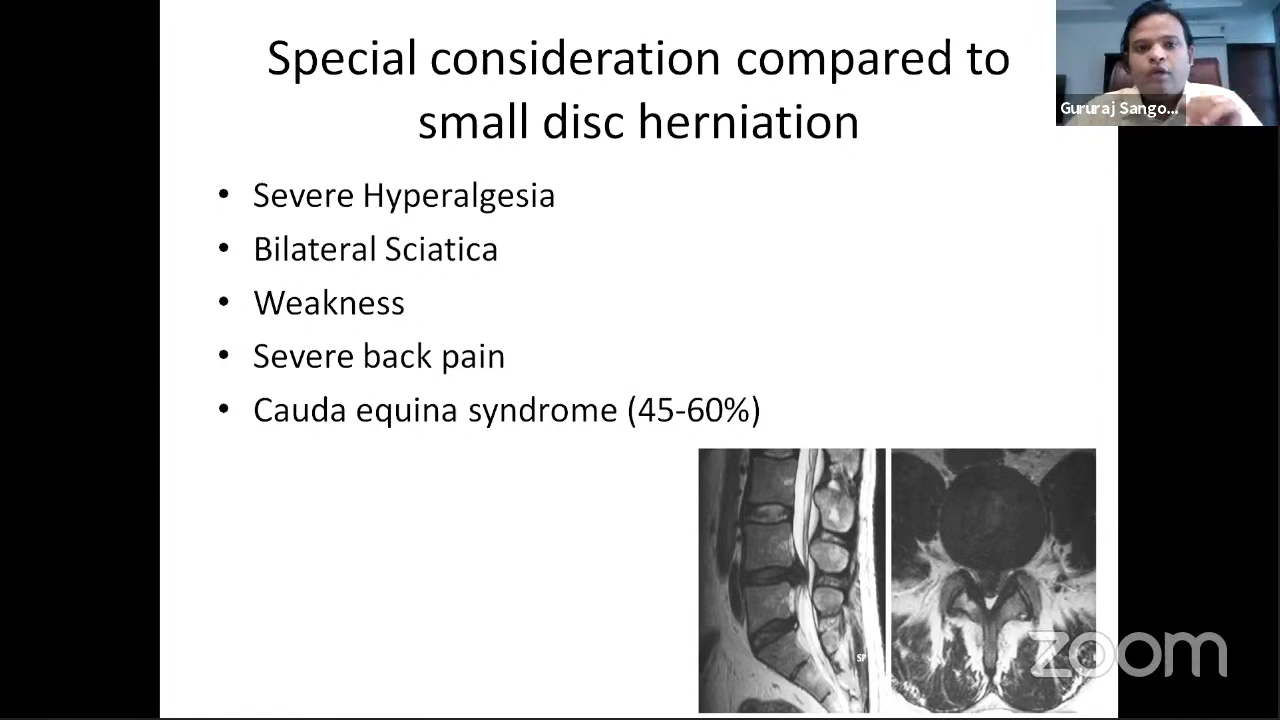 Special consideration compared to
small disc herniation
Gururaj Sango...
• Severe Hyperalgesia
• Bilateral Sciatica
• Weakness
• Severe back pain
• Cauda equina syndrome (45-60%)
SP
zoom